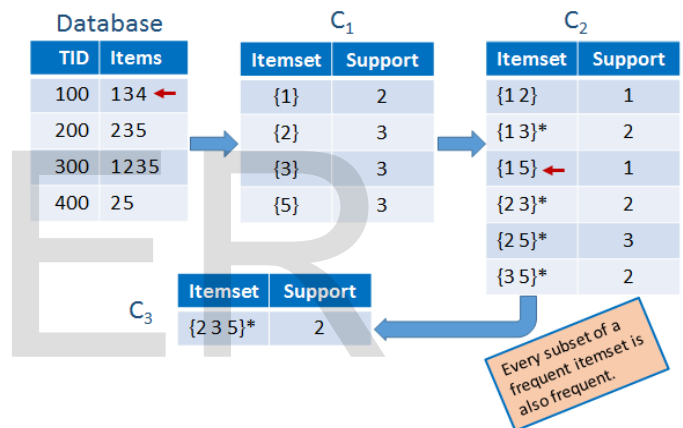 Database
TID Items
100 134
200 235
300 1235
400 25
C1
Itemset Support
{1} 2
{2} 3
{3} 3
{5} 3
C2
Itemset Support
{1 2} 1
{1 3}* 2
{1 5} 1
{2 3}* 2
{2 5}* 3
{3 5}* 2
C3
Itemset Support
{2 3 5}* 2
Every subset of a
frequent itemset is
also frequent.
ER